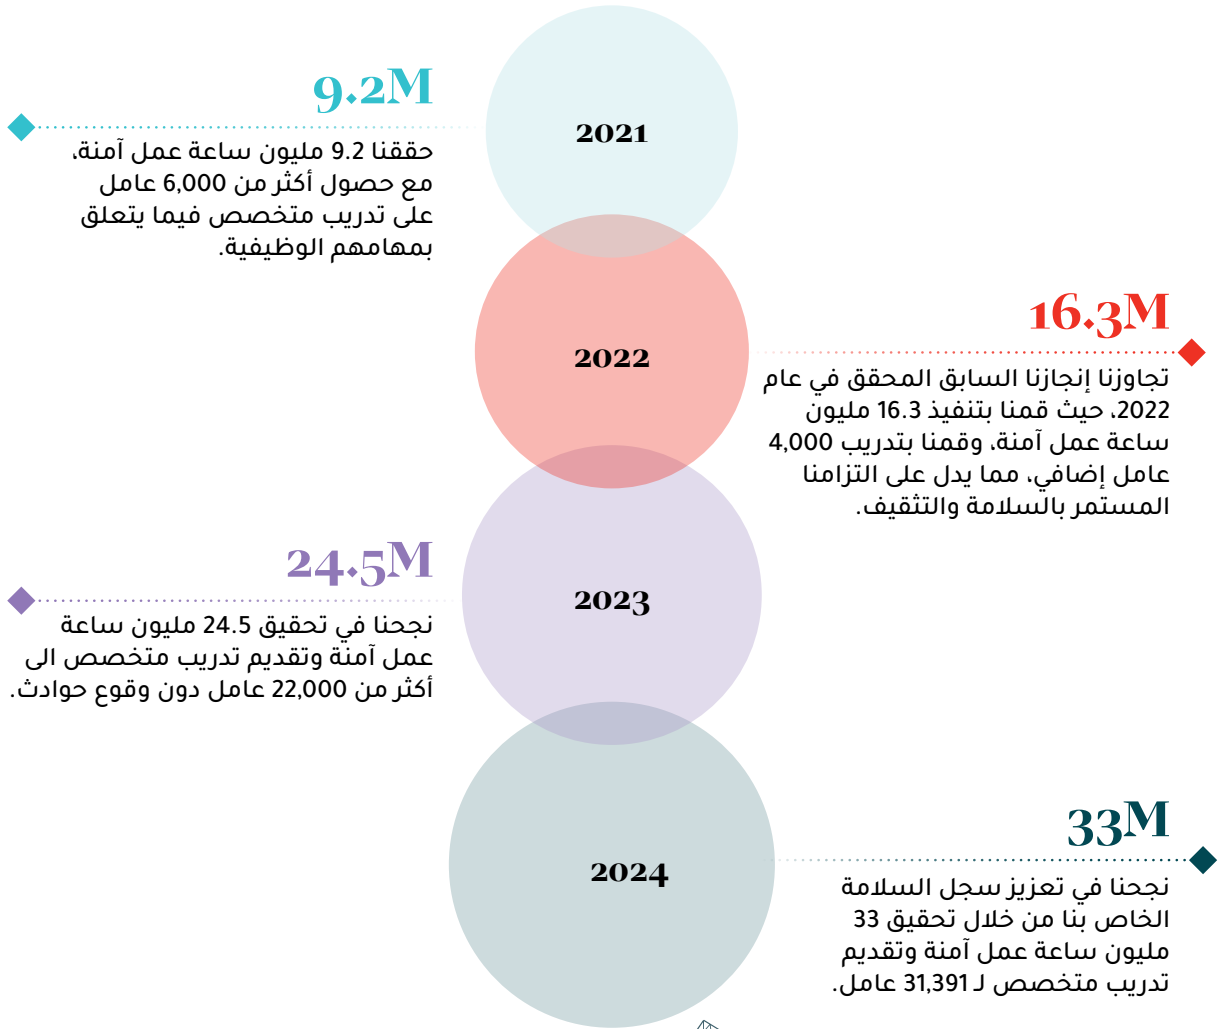 2021
9.2M
حققنا 9.2 مليون ساعة عمل آمنة،
مع حصول أكثر من 6,000 عامل
على تدريب متخصص فيما يتعلق
بمهامهم الوظيفية.
2022
16.3M
تجاوزنا إنجازنا السابق المحقق في عام
2022، حيث قمنا بتنفيذ 16.3 مليون
ساعة عمل آمنة، وقمنا بتدريب 4,000
عامل إضافي، مما يدل على التزامنا
المستمر بالسلامة والتثقيف.
2023
24.5M
نجحنا في تحقيق 24.5 مليون ساعة
عمل آمنة وتقديم تدريب متخصص الى
أكثر من 22,000 عامل دون وقوع حوادث.
2024
33M
نجحنا في تعزيز سجل السلامة
الخاص بنا من خلال تحقيق 33
مليون ساعة عمل آمنة وتقديم
تدريب متخصص لـ 31,391 عامل.